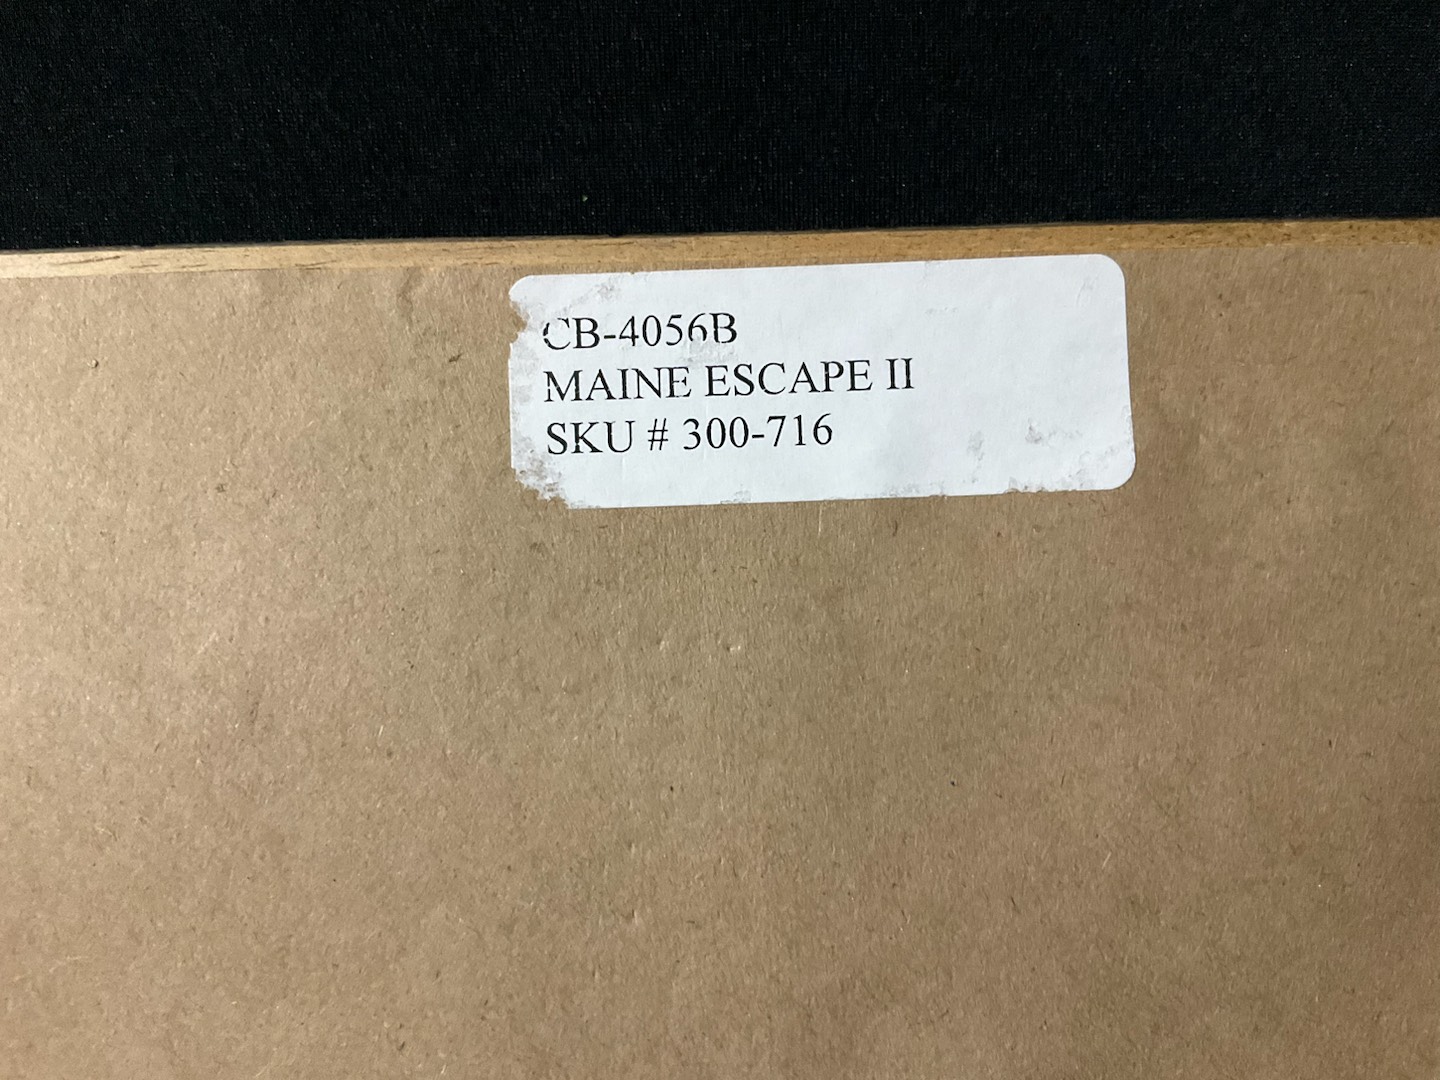 CB-4056B
MAINE ESCAPE II
SKU # 300-716